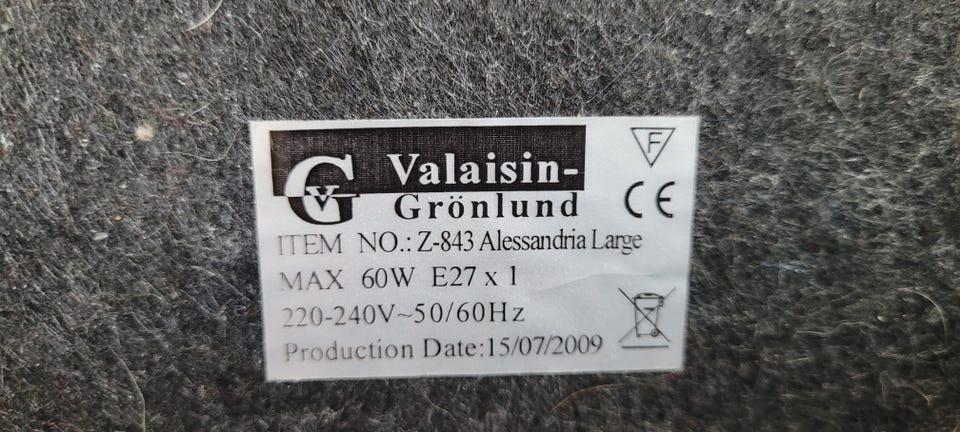 GV Valaisin-
Grönlund
F
CE
ITEM NO.: Z-843 Alessandria Large
MAX 60W E27 x 1
220-240V~50/60Hz
Production Date:15/07/2009